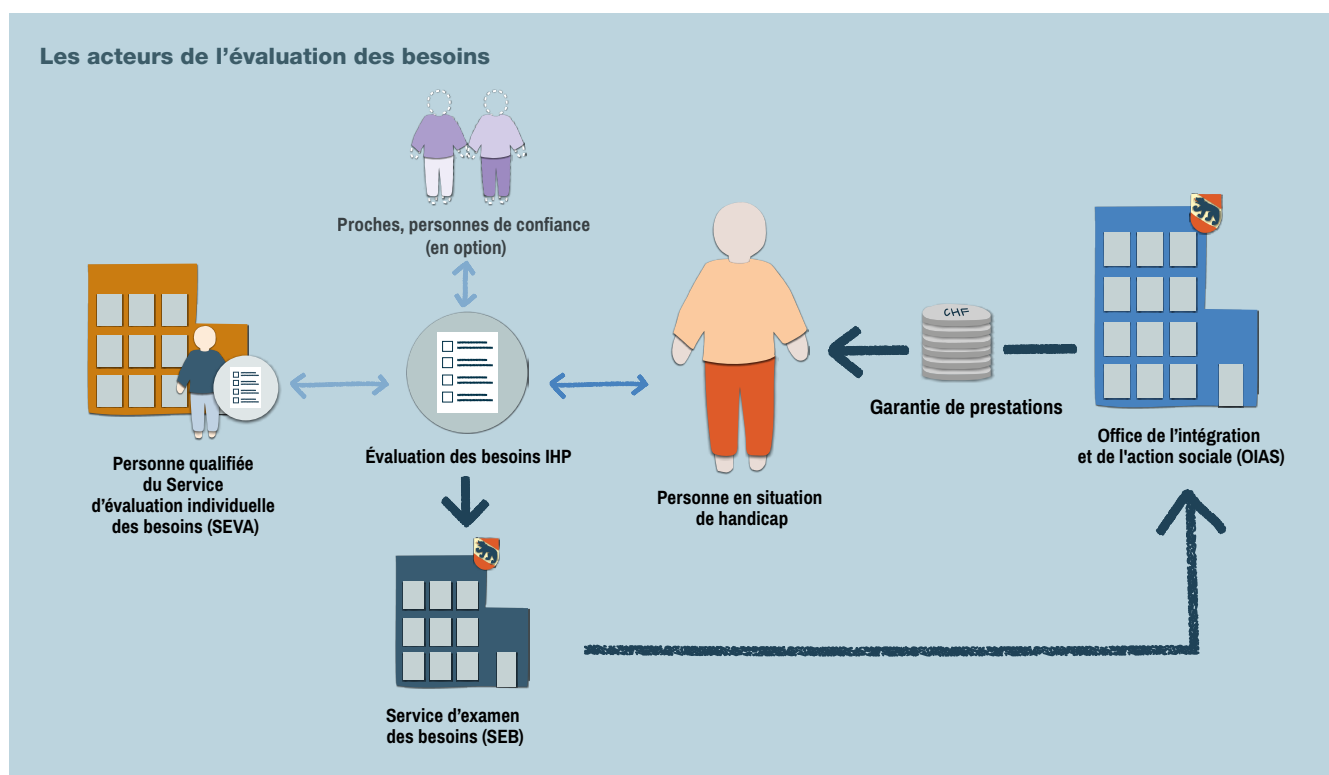 Les acteurs de l’évaluation des besoins
Proches, personnes de confiance
(en option)
CHF
Garantie de prestations
Office de l’intégration
et de l'action sociale (OIAS)
Évaluation des besoins IHP
Personne qualifiée
du Service
d’évaluation individuelle
des besoins (SEVA)
Personne en situation
de handicap
Service d’examen
des besoins (SEB)